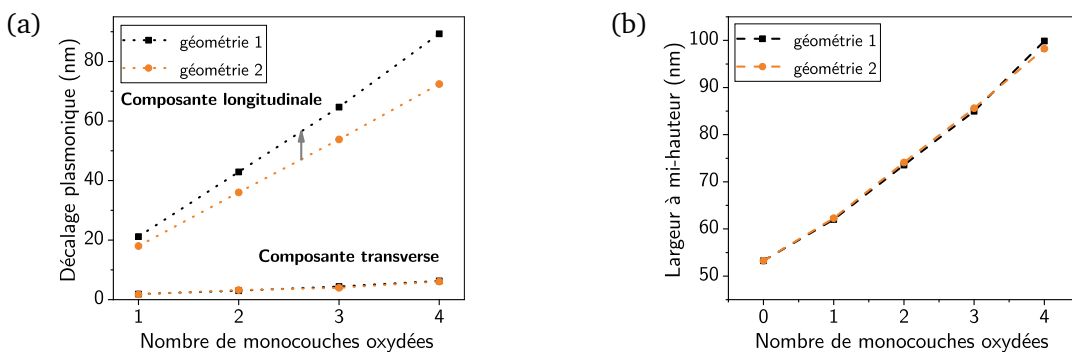 (a)
géométrie 1
géométrie 2
Composante longitudinale
Composante transverse
Décalage plasmonique (nm)
80
60
40
20
0
1 2 3 4
Nombre de monocouches oxydées
(b)
géométrie 1
géométrie 2
Largeur à mi-hauteur (nm)
100
90
80
70
60
50
0 1 2 3 4
Nombre de monocouches oxydées